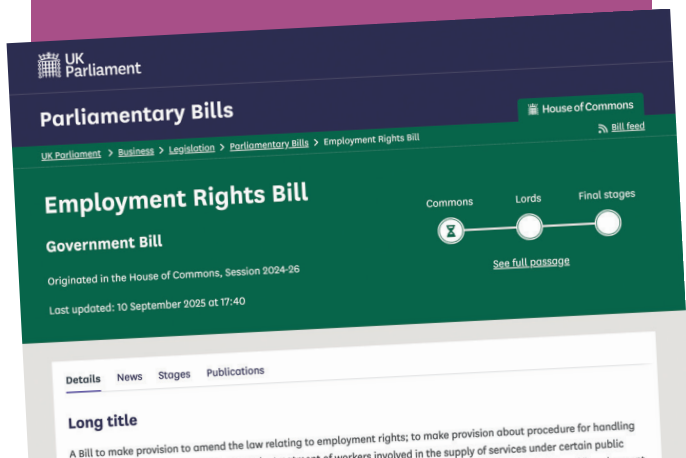 UK
Parliament
Parliamentary Bills
House of Commons
UK Parliament > Business > Legislation > Parliamentary Bills > Employment Rights Bill
Bill feed
Employment Rights Bill
Government Bill
Originated in the House of Commons, Session 2024-26
Last updated: 10 September 2025 at 17:40
Commons
Lords
Final stages
See full passage
Details News Stages Publications
Long title
A Bill to make provision to amend the law relating to employment rights; to make provision about procedure for handling
of workers involved in the supply of services under certain public